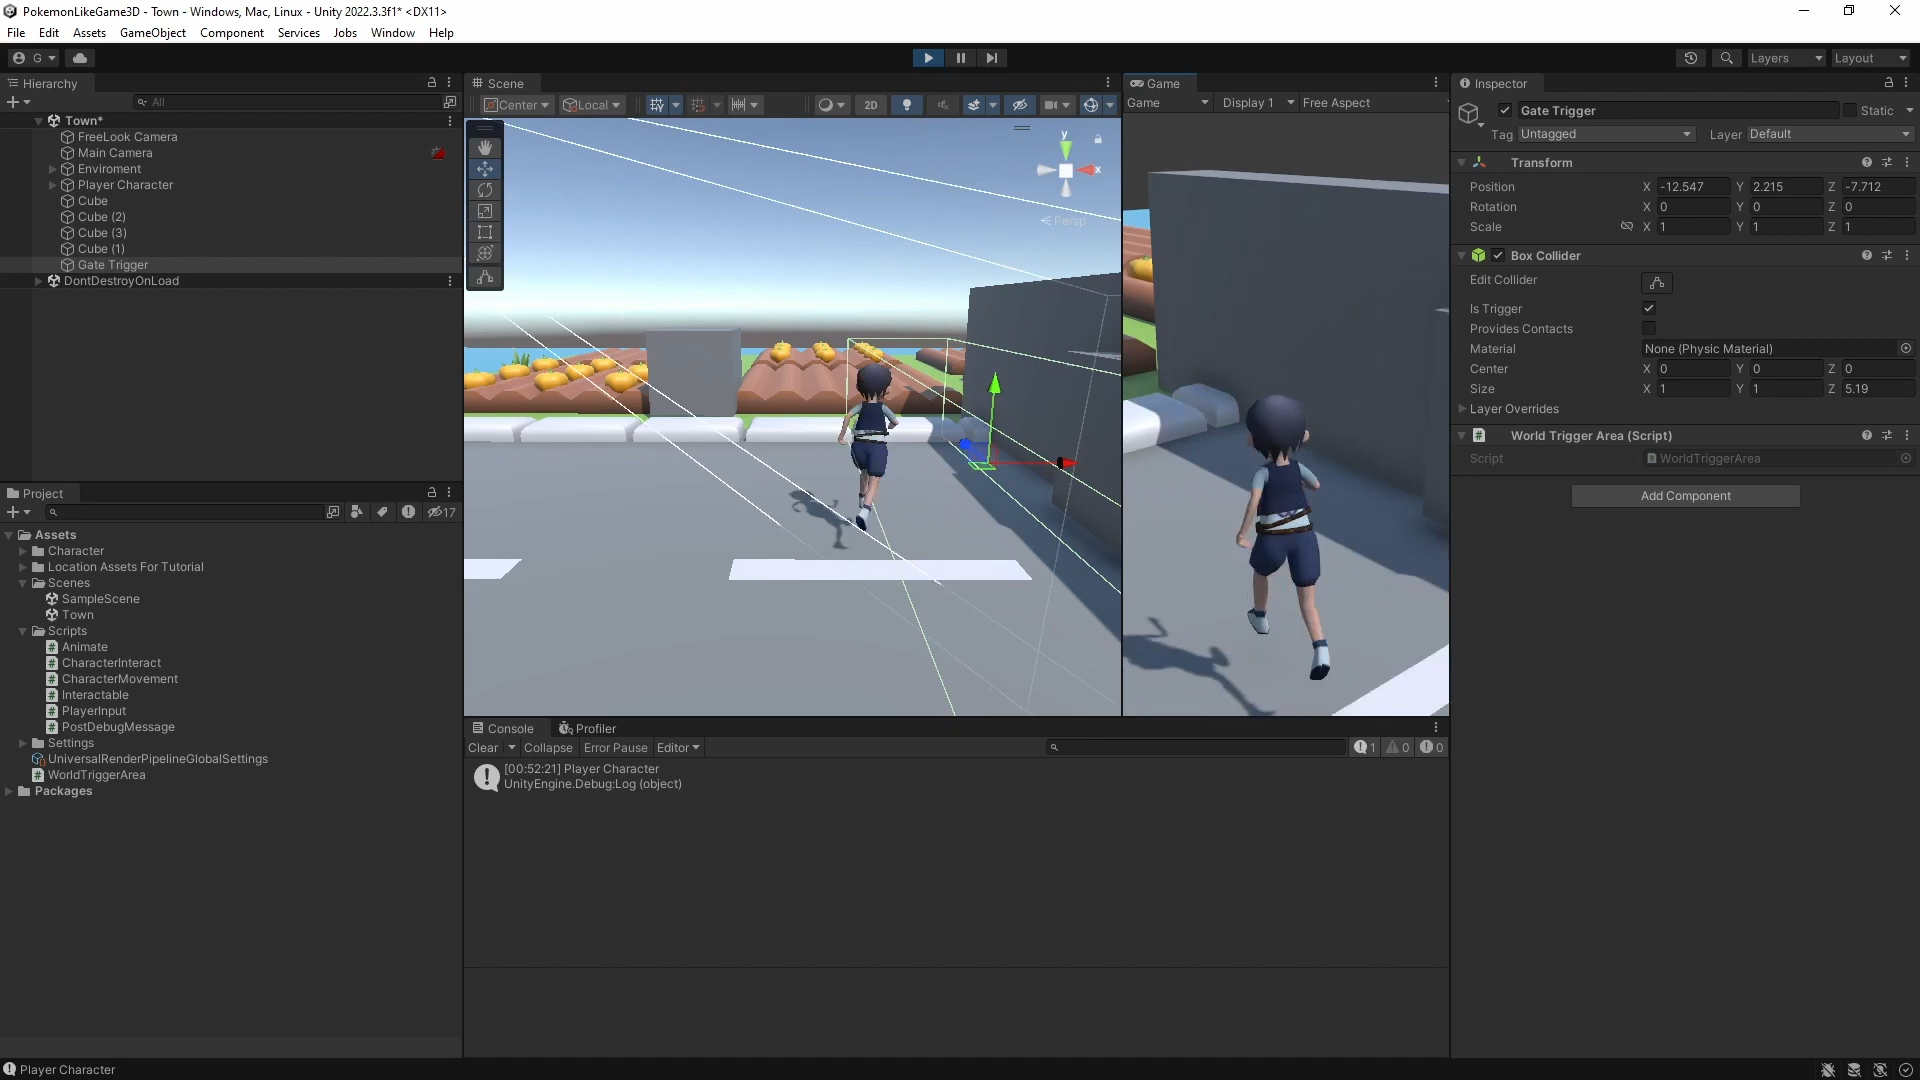 PokemonLikeGame3D - Town - Windows, Mac, Linux - Unity 2022.3.3f1* <DX11>
File Edit Assets GameObject Component Services Jobs Window Help
G Layers Layout
Hierarchy
All
Town*
FreeLook Camera
Main Camera
Enviroment
Player Character
Cube
Cube (2)
Cube (3)
Cube (1)
Gate Trigger
DontDestroyOnLoad
Project
17
Assets
Character
Location Assets For Tutorial
Scenes
SampleScene
Town
Scripts
Animate
CharacterInteract
CharacterMovement
Interactable
PlayerInput
PostDebugMessage
Settings
UniversalRenderPipelineGlobalSettings
WorldTriggerArea
Packages
Scene
Center Local 2D
y
x
Persp
Game
Game Display 1 Free Aspect
Console Profiler
Clear Collapse Error Pause Editor 1 0 0
[00:52:21] Player Character
UnityEngine.Debug:Log (object)
Inspector
Gate Trigger Static
Tag Untagged Layer Default
Transform
Position X -12.547 Y 2.215 Z -7.712
Rotation X 0 Y 0 Z 0
Scale X 1 Y 1 Z 1
Box Collider
Edit Collider
Is Trigger
Provides Contacts
Material None (Physic Material)
Center X 0 Y 0 Z 0
Size X 1 Y 1 Z 5.19
Layer Overrides
World Trigger Area (Script)
Script WorldTriggerArea
Add Component
Player Character